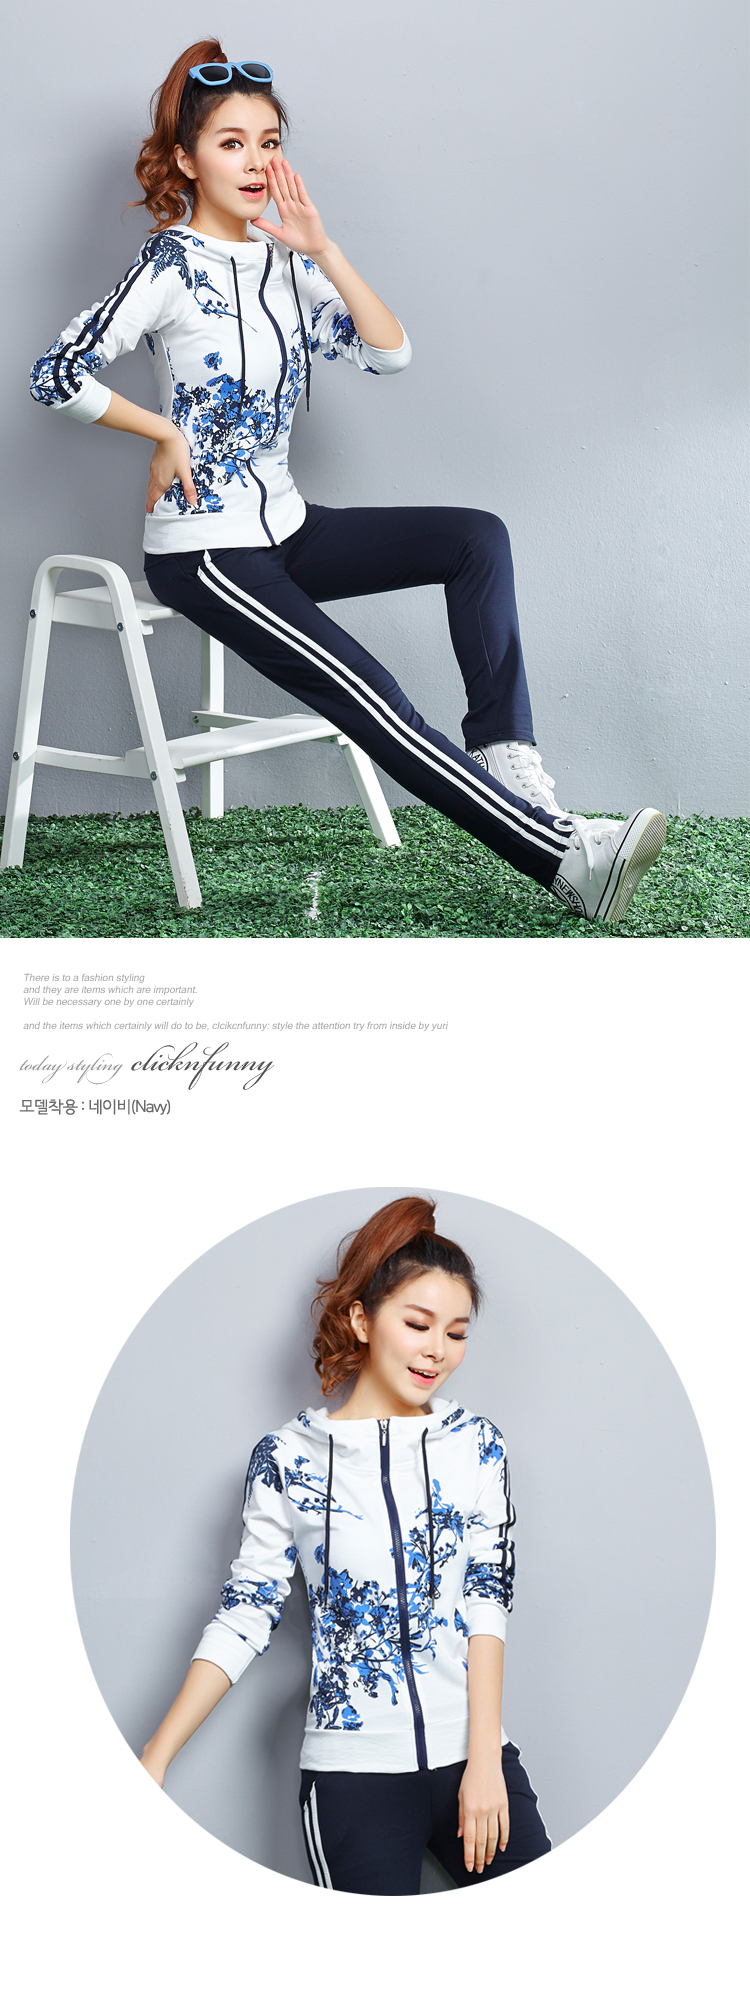 There is to a fashion styling
and they are items which are important.
Will be necessary one by one certainly
and the items which certainly will do to be, clcikcnfunny: style the attention try from inside by yuri
today styling clicknfunny
모델착용 : 네이비(Navy)